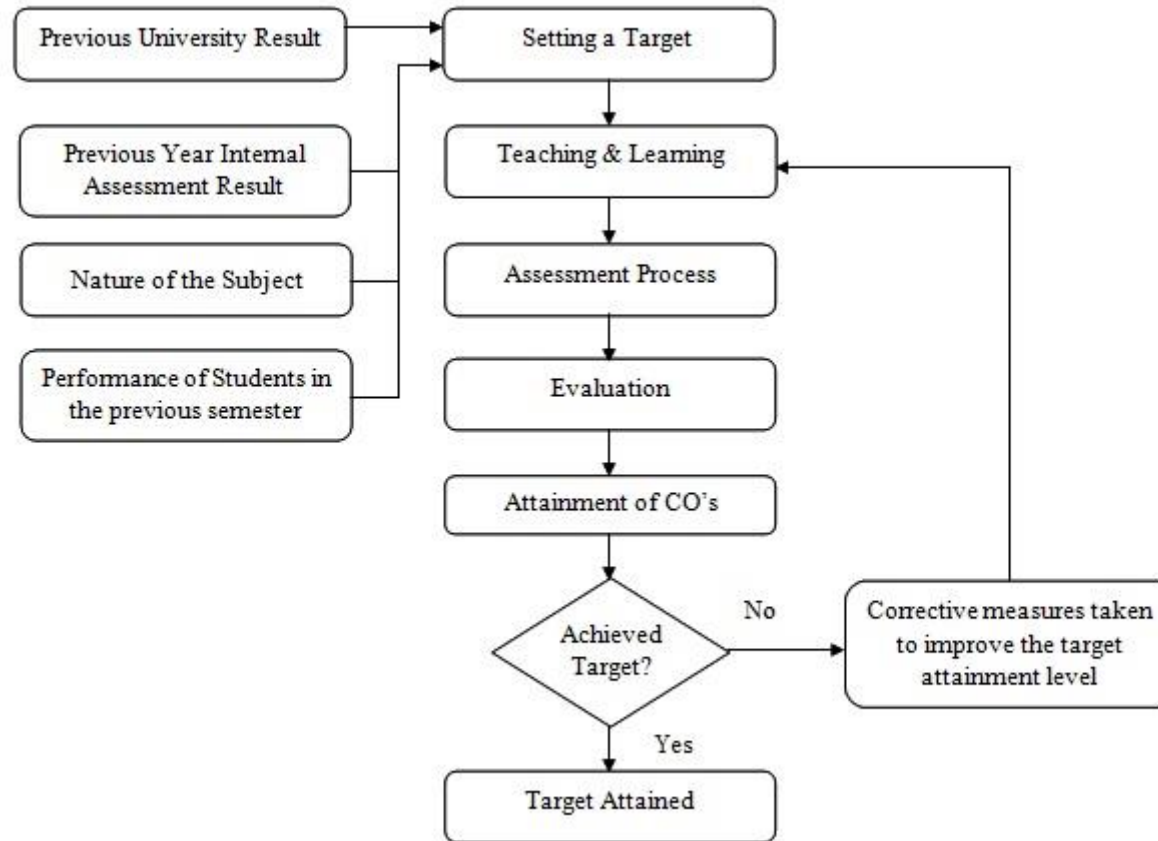 Previous University Result
Setting a Target
Previous Year Internal
Assessment Result
Teaching & Learning
Nature of the Subject
Assessment Process
Performance of Students in
the previous semester
Evaluation
Attainment of CO’s
Achieved
Target?
No
Corrective measures taken
to improve the target
attainment level
Yes
Target Attained